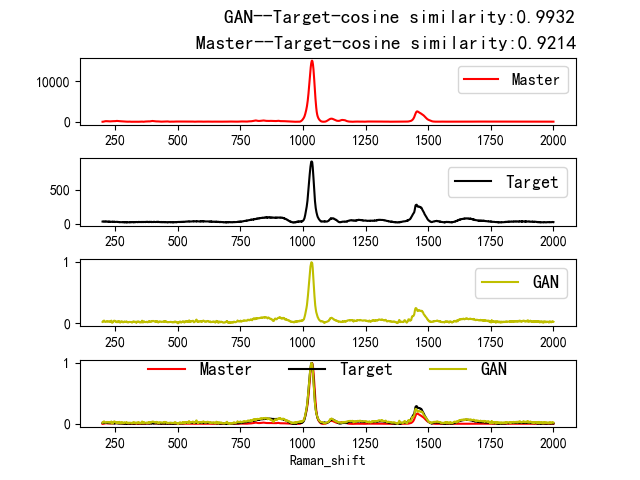 GAN--Target-cosine similarity:0.9932
Master--Target-cosine similarity:0.9214
10000
0
Master
250 500 750 1000 1250 1500 1750 2000
500
0
Target
250 500 750 1000 1250 1500 1750 2000
1
0
GAN
250 500 750 1000 1250 1500 1750 2000
1
0
Master Target GAN
250 500 750 1000 1250 1500 1750 2000
Raman_shift